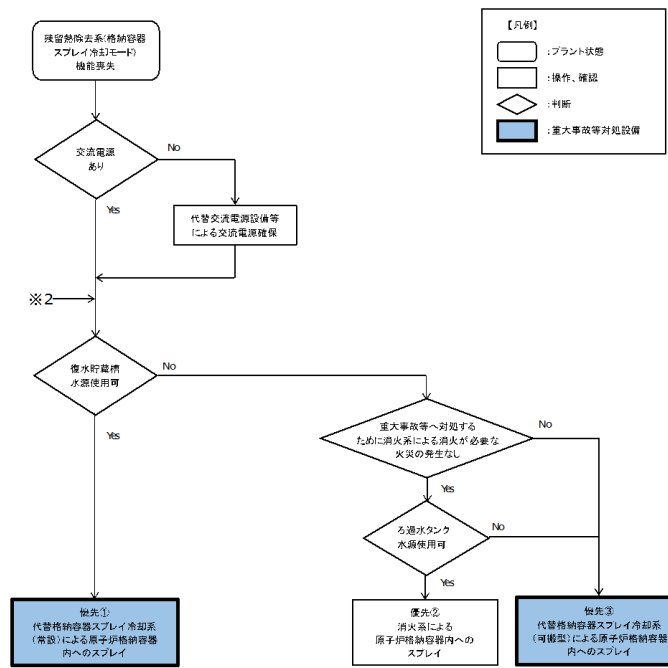 残留熱除去系(格納容器
スプレイ冷却モード)
機能喪失
【凡例】
:プラント状態
:操作、確認
:判断
:重大事故等対処設備
交流電源
あり
No
Yes
代替交流電源設備等
による交流電源確保
※2
復水貯蔵槽
水源使用可
No
Yes
重大事故等へ対処する
ために消火系による消火が必要な
火災の発生なし
No
Yes
ろ過水タンク
水源使用可
No
Yes
優先①
代替格納容器スプレイ冷却系
(常設)による原子炉格納容器
内へのスプレイ
優先②
消火系による
原子炉格納容器内への
スプレイ
優先③
代替格納容器スプレイ冷却系
(可搬型)による原子炉格納容器
内へのスプレイ